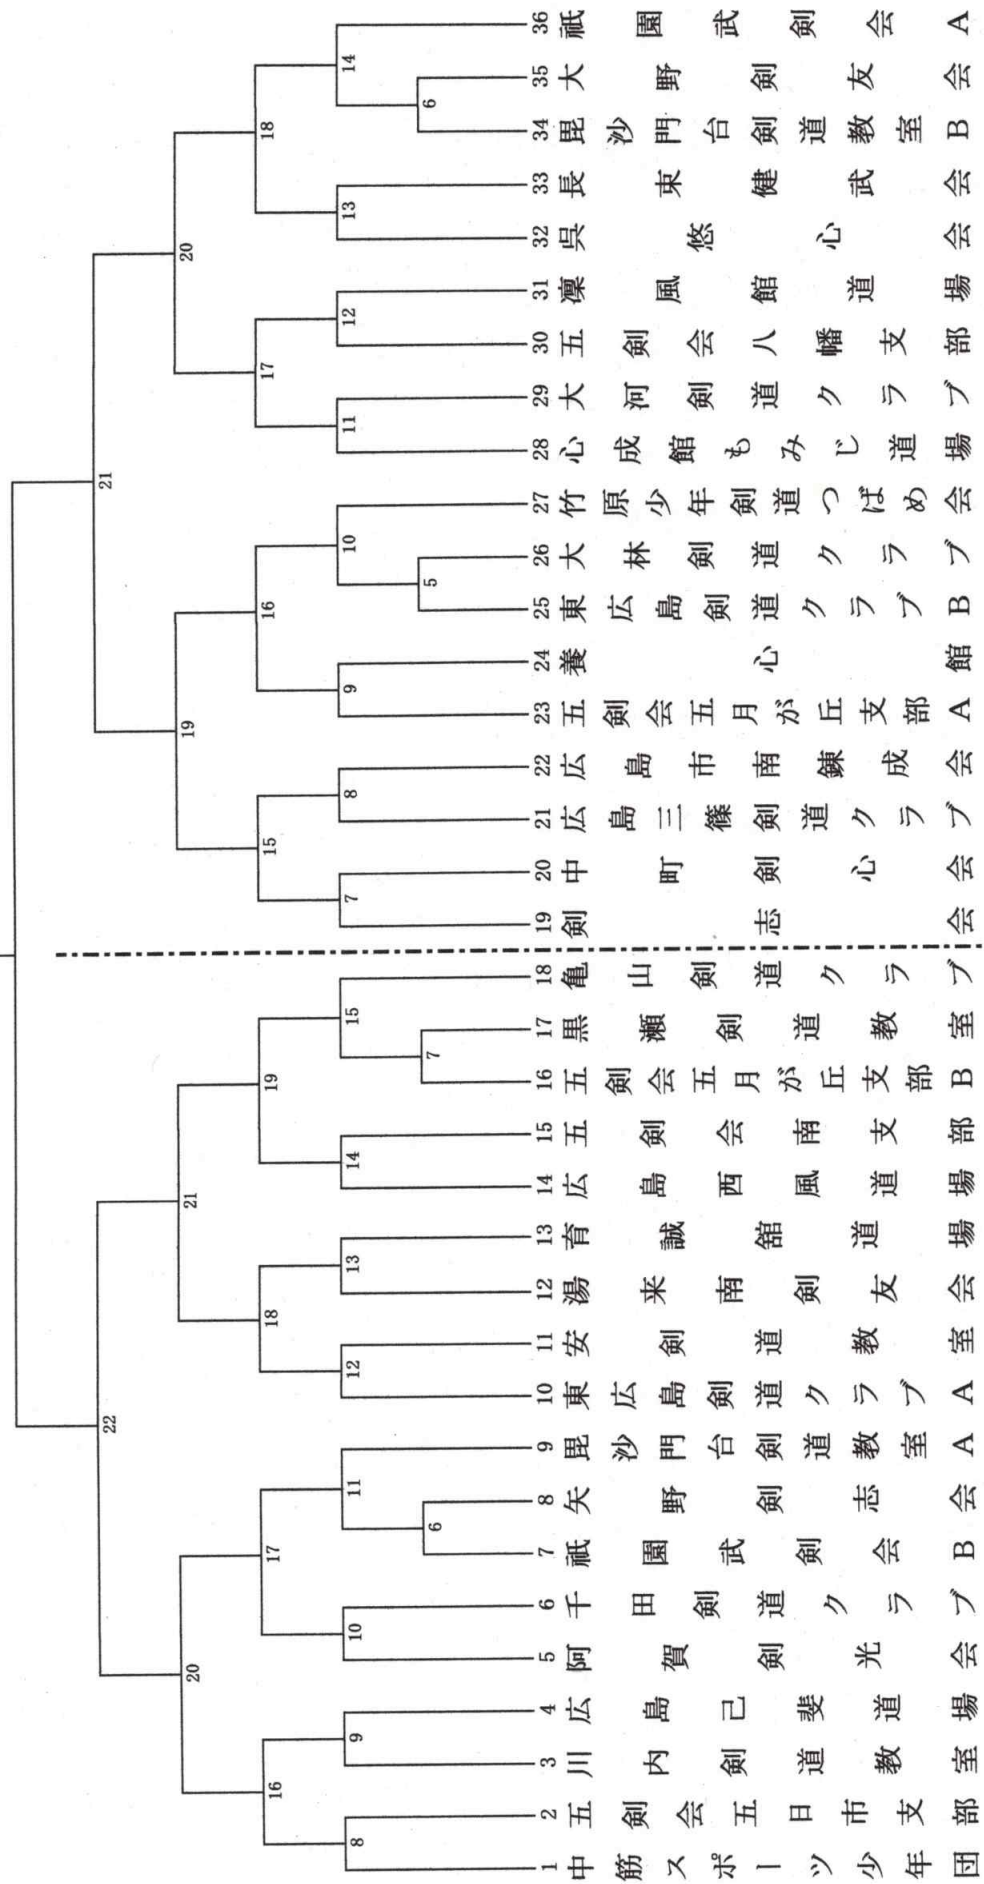 36 祇園武剣会A
35 大野剣友会
34 毘沙門台剣道教室B
33 長束健武会
32 呉悠心会
31 凜風館道場
30 五剣会八幡支部
29 大河剣道クラブ
28 心成館もみじ道場
27 竹原少年剣道つばめ会
26 大林剣道クラブ
25 東広島剣道クラブB
24 養心館
23 五剣会五月が丘支部A
22 広島市南錬成会
21 広島三篠剣道クラブ
20 中町剣心会
19 剣志会
18 亀山剣道クラブ
17 黒瀬剣道教室
16 五剣会五月が丘支部B
15 五剣会南支部
14 広島西風道場
13 育誠舘道場
12 湯来南剣友会
11 安剣道教室
10 東広島剣道クラブA
9 毘沙門台剣道教室A
8 矢野剣志会
7 祇園武剣会B
6 千田剣道クラブ
5 阿賀剣光会
4 広島己斐道場
3 川内剣道教室
2 五剣会五日市支部
1 中筋スポーツ少年団
14
6
18
13
20
12
17
11
21
10
5
16
9
19
8
15
7
15
7
19
14
21
13
18
12
22
11
6
17
10
20
9
16
8